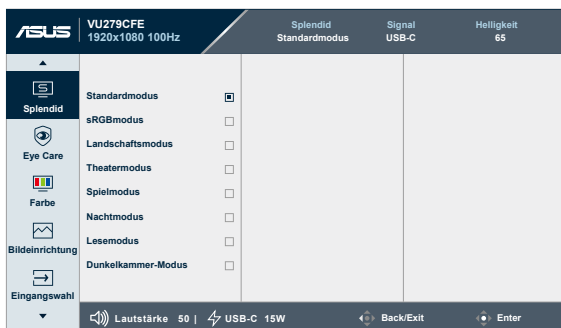 ASUS
VU279CFE
1920x1080 100Hz
Splendid
Standardmodus
Signal
USB-C
Helligkeit
65
Splendid
Eye Care
Farbe
Bildeinrichtung
Eingangswahl
Standardmodus
sRGBmodus
Landschaftsmodus
Theatermodus
Spielmodus
Nachtmodus
Lesemodus
Dunkelkammer-Modus
Lautstärke 50 | USB-C 15W
Back/Exit
Enter